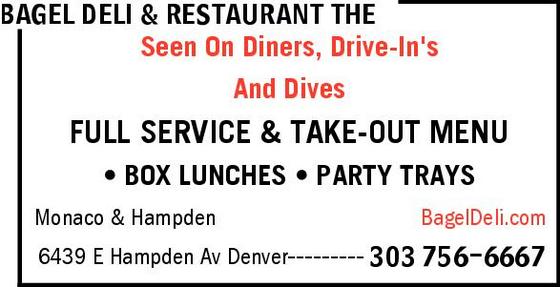 BAGEL DELI & RESTAURANT THE
Seen On Diners, Drive-In's
And Dives
FULL SERVICE & TAKE-OUT MENU
• BOX LUNCHES • PARTY TRAYS
Monaco & Hampden BagelDeli.com
6439 E Hampden Av Denver--------- 303 756-6667